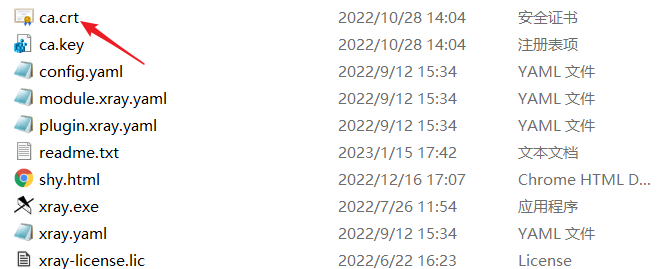 ca.crt 2022/10/28 14:04 安全证书
ca.key 2022/10/28 14:04 注册表项
config.yaml 2022/9/12 15:34 YAML 文件
module.xray.yaml 2022/9/12 15:34 YAML 文件
plugin.xray.yaml 2022/9/12 15:34 YAML 文件
readme.txt 2023/1/15 17:42 文本文档
shy.html 2022/12/16 17:07 Chrome HTML D...
xray.exe 2022/7/26 11:54 应用程序
xray.yaml 2022/9/12 15:34 YAML 文件
xray-license.lic 2022/6/22 16:23 License